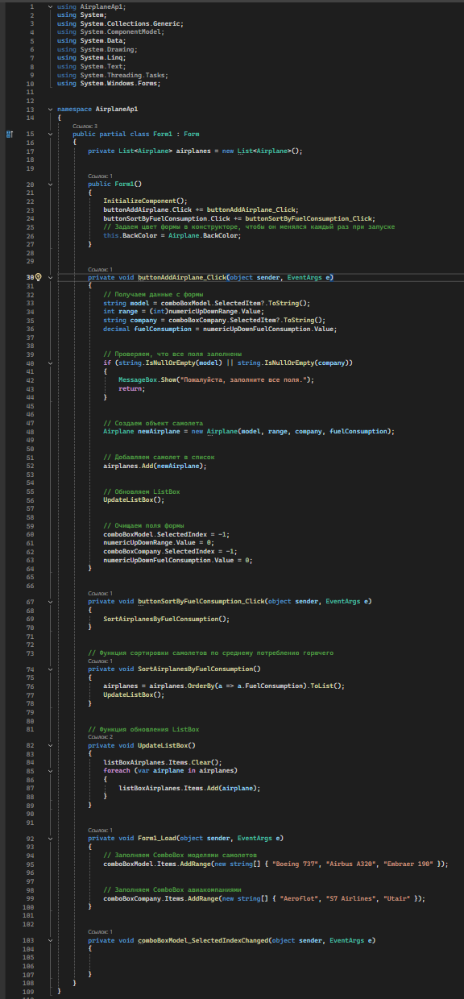 1 using AirplaneAp1;
2 using System;
3 using System.Collections.Generic;
4 using System.ComponentModel;
5 using System.Data;
6 using System.Drawing;
7 using System.Linq;
8 using System.Text;
9 using System.Threading.Tasks;
10 using System.Windows.Forms;
11
12
13 namespace AirplaneAp1
14 {
Ссылок: 3
15 public partial class Form1 : Form
16 {
17 private List<Airplane> airplanes = new List<Airplane>();
18
19
Ссылок: 1
20 public Form1()
21 {
22 InitializeComponent();
23 buttonAddAirplane.Click += buttonAddAirplane_Click;
24 buttonSortByFuelConsumption.Click += buttonSortByFuelConsumption_Click;
25 // Задаем цвет формы в конструкторе, чтобы он менялся каждый раз при запуске
26 this.BackColor = Airplane.BackColor;
27 }
28
29
Ссылок: 1
30 private void buttonAddAirplane_Click(object sender, EventArgs e)
31 {
32 // Получаем данные с формы
33 string model = comboBoxModel.SelectedItem?.ToString();
34 int range = (int)numericUpDownRange.Value;
35 string company = comboBoxCompany.SelectedItem?.ToString();
36 decimal fuelConsumption = numericUpDownFuelConsumption.Value;
37
38
39 // Проверяем, что все поля заполнены
40 if (string.IsNullOrEmpty(model) || string.IsNullOrEmpty(company))
41 {
42 MessageBox.Show("Пожалуйста, заполните все поля.");
43 return;
44 }
45
46
47 // Создаем объект самолета
48 Airplane newAirplane = new Airplane(model, range, company, fuelConsumption);
49
50
51 // Добавляем самолет в список
52 airplanes.Add(newAirplane);
53
54
55 // Обновляем ListBox
56 UpdateListBox();
57
58
59 // Очищаем поля формы
60 comboBoxModel.SelectedIndex = -1;
61 numericUpDownRange.Value = 0;
62 comboBoxCompany.SelectedIndex = -1;
63 numericUpDownFuelConsumption.Value = 0;
64 }
65
66
Ссылок: 1
67 private void buttonSortByFuelConsumption_Click(object sender, EventArgs e)
68 {
69 SortAirplanesByFuelConsumption();
70 }
71
72
73 // Функция сортировки самолетов по среднему потреблению горючего
Ссылок: 1
74 private void SortAirplanesByFuelConsumption()
75 {
76 airplanes = airplanes.OrderBy(a => a.FuelConsumption).ToList();
77 UpdateListBox();
78 }
79
80
81 // Функция обновления ListBox
Ссылок: 2
82 private void UpdateListBox()
83 {
84 listBoxAirplanes.Items.Clear();
85 foreach (var airplane in airplanes)
86 {
87 listBoxAirplanes.Items.Add(airplane);
88 }
89 }
90
91
Ссылок: 1
92 private void Form1_Load(object sender, EventArgs e)
93 {
94 // Заполняем ComboBox моделями самолетов
95 comboBoxModel.Items.AddRange(new string[] { "Boeing 737", "Airbus A320", "Embraer 190" });
96
97
98 // Заполняем ComboBox авиакомпаниями
99 comboBoxCompany.Items.AddRange(new string[] { "Aeroflot", "S7 Airlines", "Utair" });
100 }
101
102
Ссылок: 1
103 private void comboBoxModel_SelectedIndexChanged(object sender, EventArgs e)
104 {
105
106
107 }
108 }
109 }